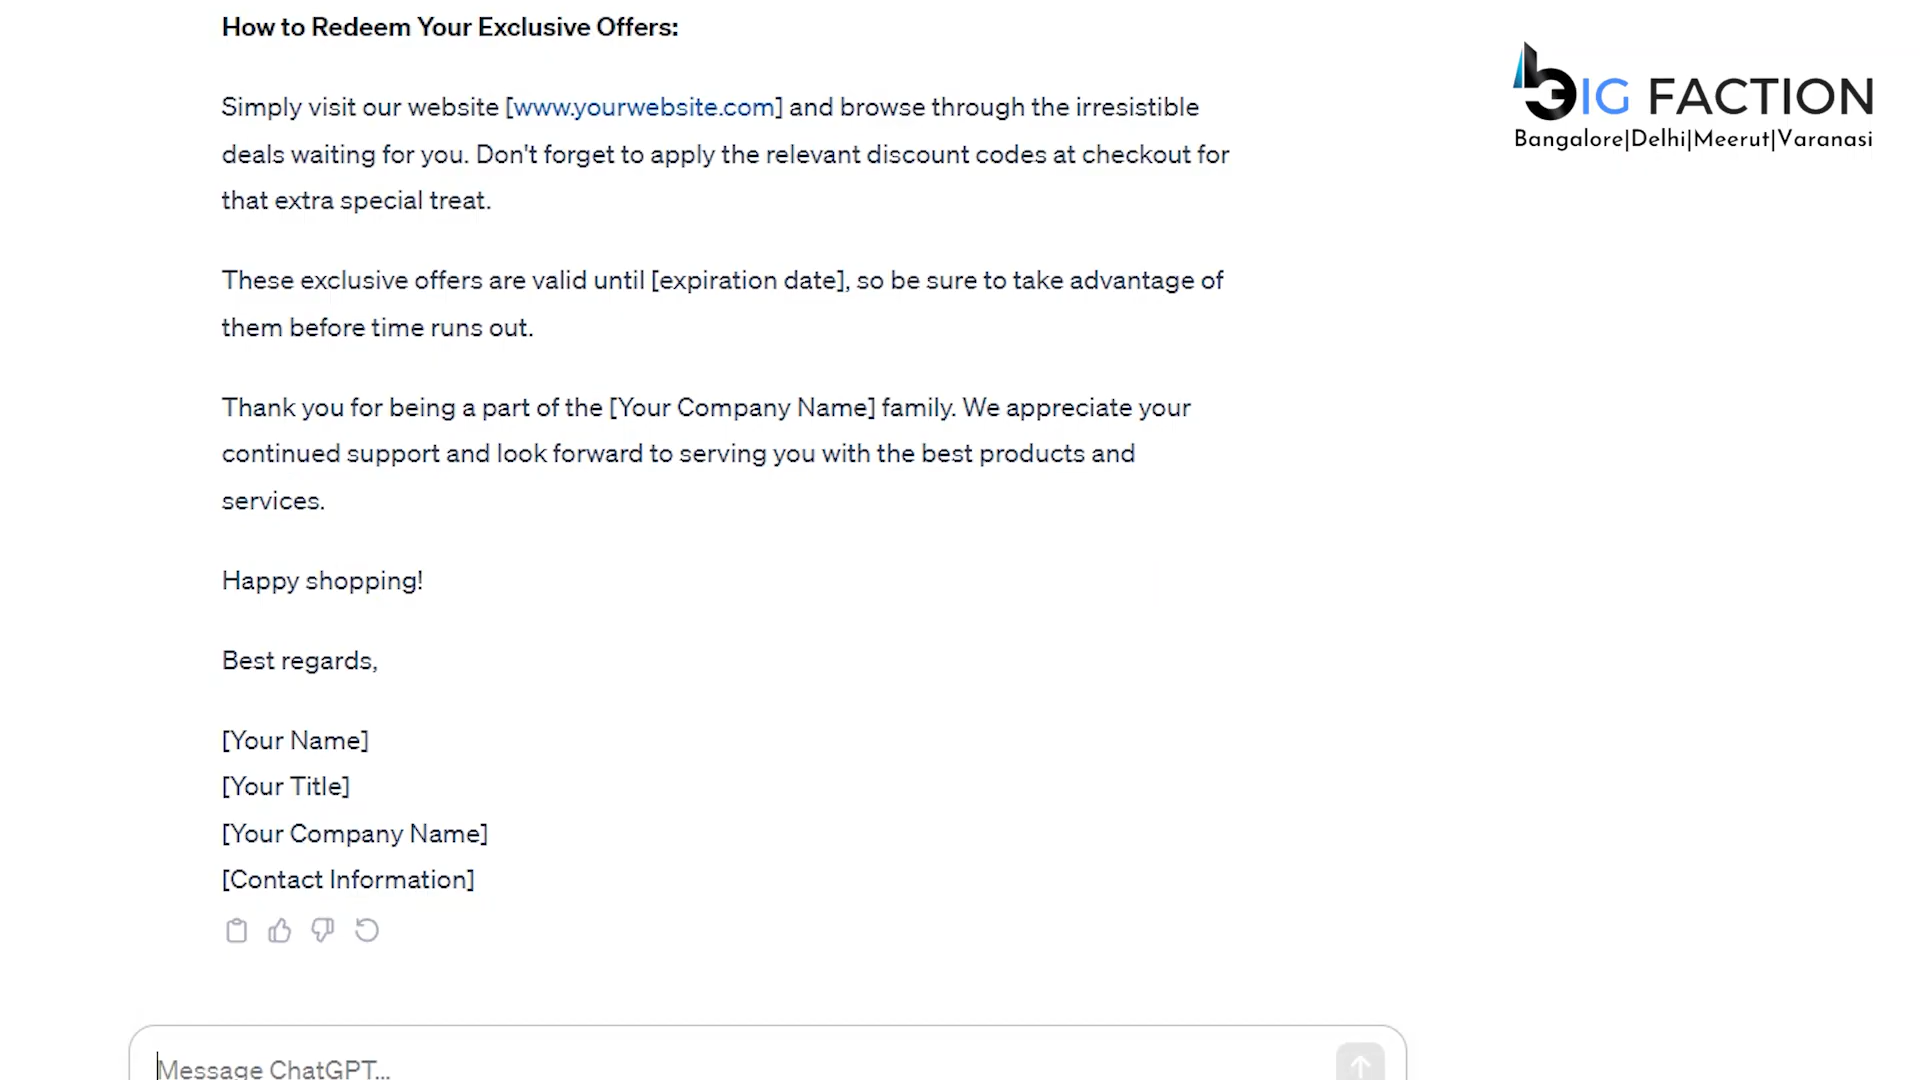 How to Redeem Your Exclusive Offers:
BIG FACTION
Bangalore|Delhi|Meerut|Varanasi
Simply visit our website [www.yourwebsite.com] and browse through the irresistible
deals waiting for you. Don't forget to apply the relevant discount codes at checkout for
that extra special treat.
These exclusive offers are valid until [expiration date], so be sure to take advantage of
them before time runs out.
Thank you for being a part of the [Your Company Name] family. We appreciate your
continued support and look forward to serving you with the best products and
services.
Happy shopping!
Best regards,
[Your Name]
[Your Title]
[Your Company Name]
[Contact Information]
Message ChatGPT...